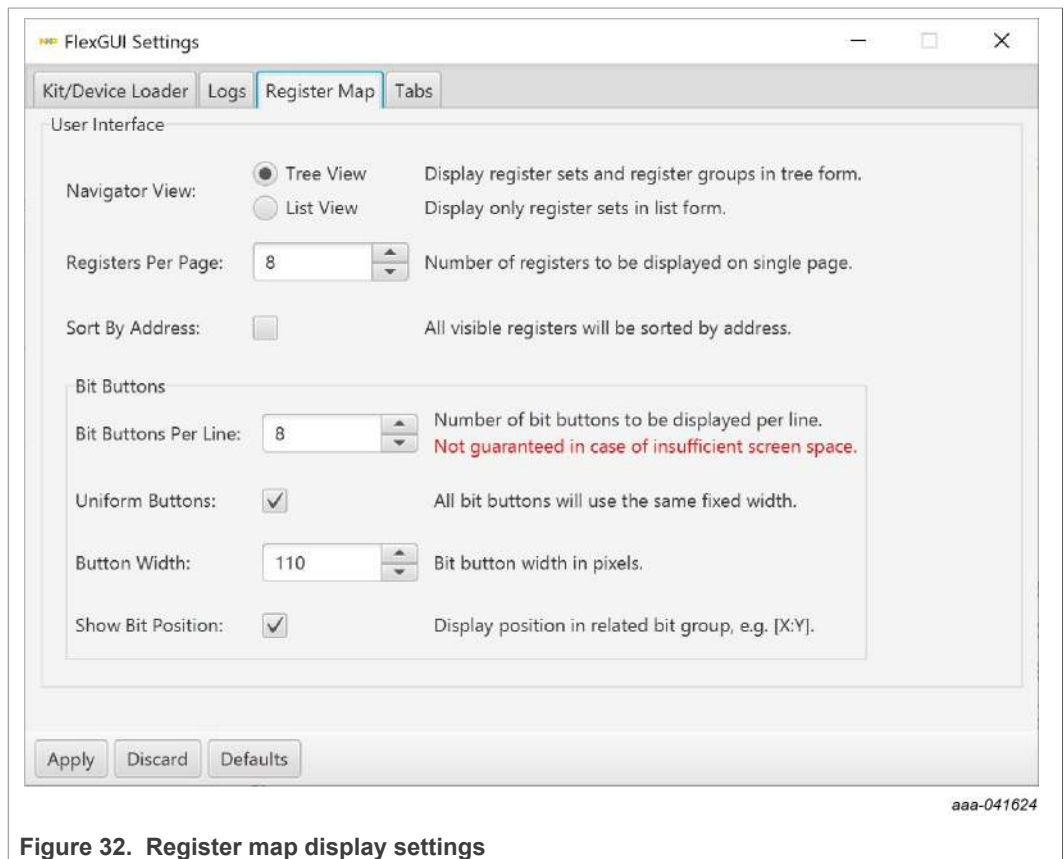 NXP FlexGUI Settings
Kit/Device Loader Logs Register Map Tabs
User Interface
Navigator View:
Tree View Display register sets and register groups in tree form.
List View Display only register sets in list form.
Registers Per Page: 8 Number of registers to be displayed on single page.
Sort By Address: All visible registers will be sorted by address.
Bit Buttons
Bit Buttons Per Line: 8 Number of bit buttons to be displayed per line.
Not guaranteed in case of insufficient screen space.
Uniform Buttons: All bit buttons will use the same fixed width.
Button Width: 110 Bit button width in pixels.
Show Bit Position: Display position in related bit group, e.g. [X:Y].
Apply Discard Defaults
aaa-041624
Figure 32. Register map display settings